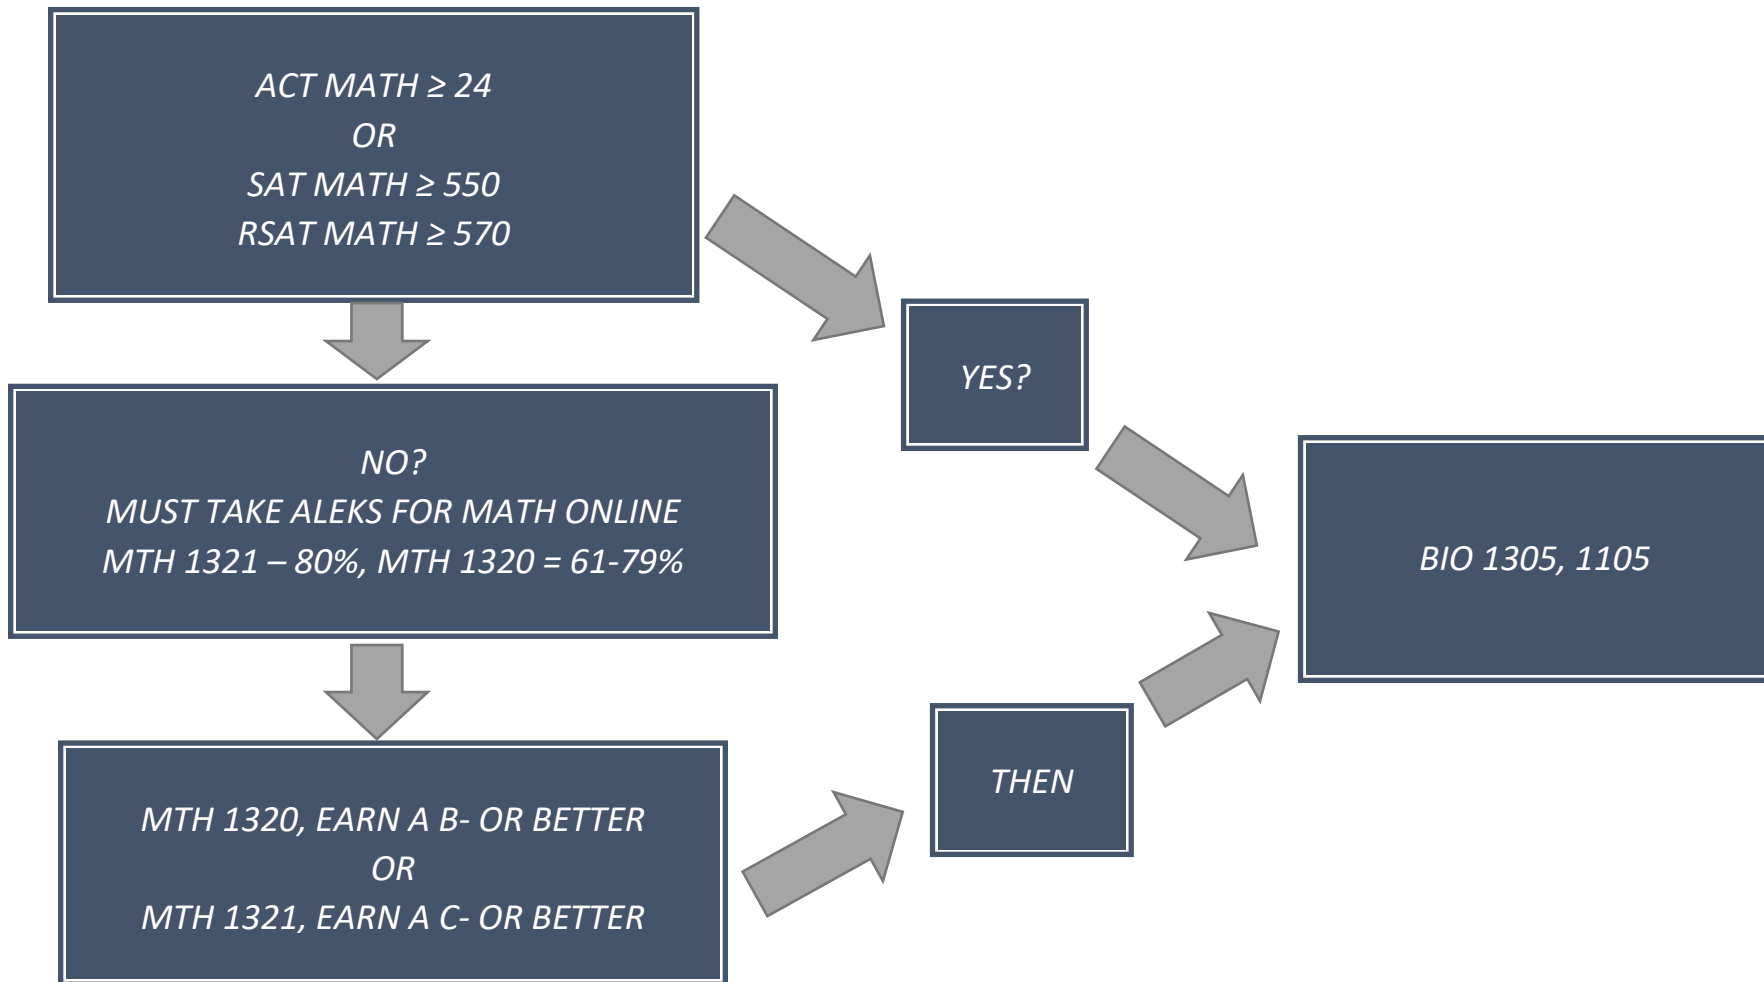 ACT MATH ≥ 24
OR
SAT MATH ≥ 550
RSAT MATH ≥ 570
YES?
NO?
MUST TAKE ALEKS FOR MATH ONLINE
MTH 1321 – 80%, MTH 1320 = 61-79%
BIO 1305, 1105
THEN
MTH 1320, EARN A B- OR BETTER
OR
MTH 1321, EARN A C- OR BETTER